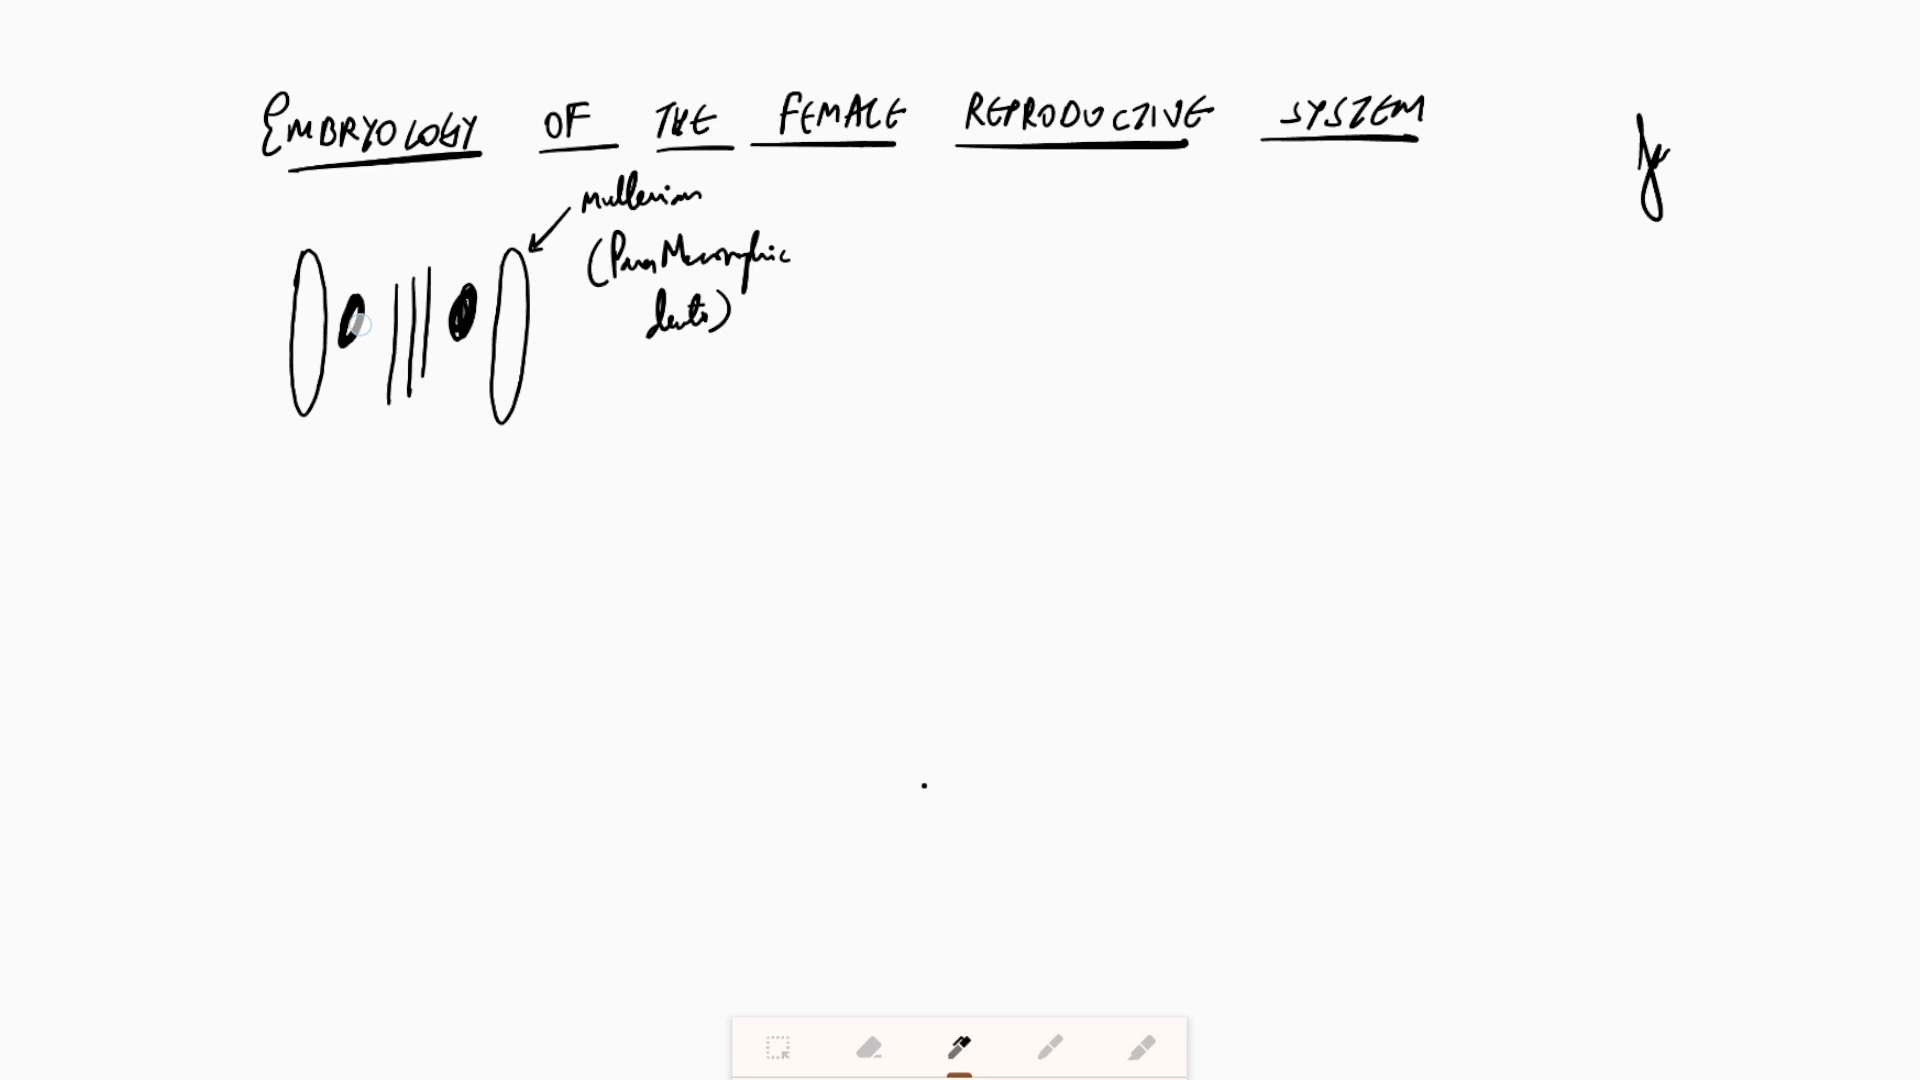 EMBRYOLOGY OF THE FEMALE REPRODUCTIVE SYSTEM
Mullerian
(ParaMesonephric
ducts)